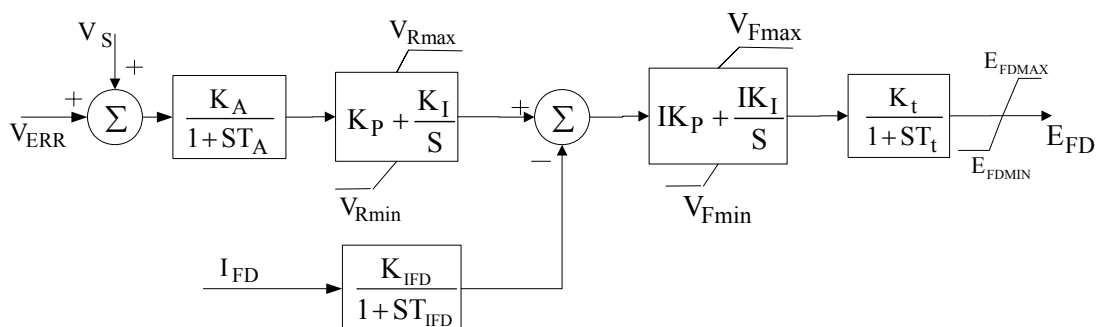 V_S
+
+
V_ERR
Σ
K_A
1+ST_A
V_Rmax
K_P + K_I
S
V_Rmin
+
−
Σ
V_Fmax
IK_P + IK_I
S
V_Fmin
K_t
1+ST_t
E_FDMAX
E_FDMIN
E_FD
I_FD
K_IFD
1+ST_IFD